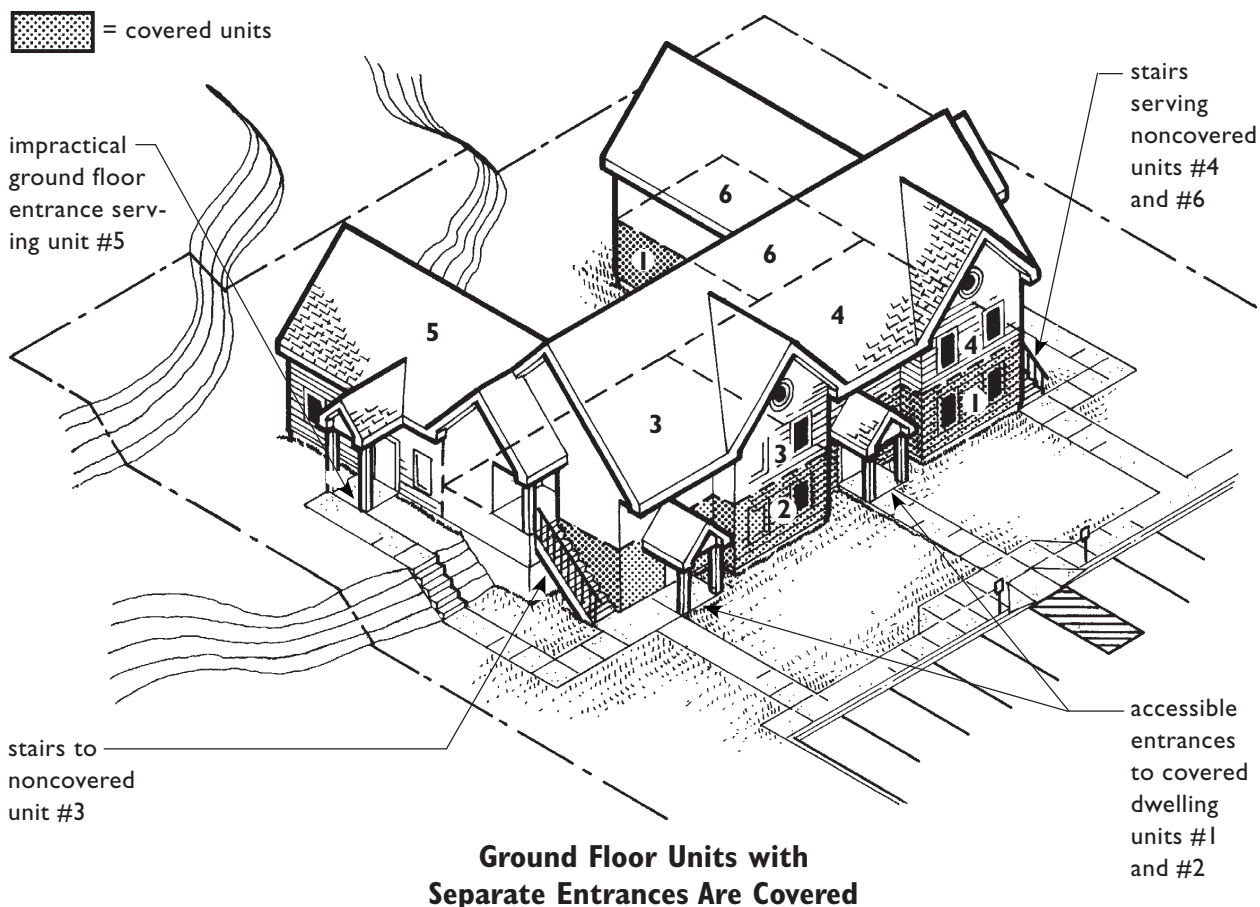 = covered units
impractical
ground floor
entrance serv-
ing unit #5
stairs
serving
noncovered
units #4
and #6
6
1
6
5
4
4
3
1
3
2
stairs to
noncovered
unit #3
accessible
entrances
to covered
dwelling
units #1
and #2
Ground Floor Units with
Separate Entrances Are Covered